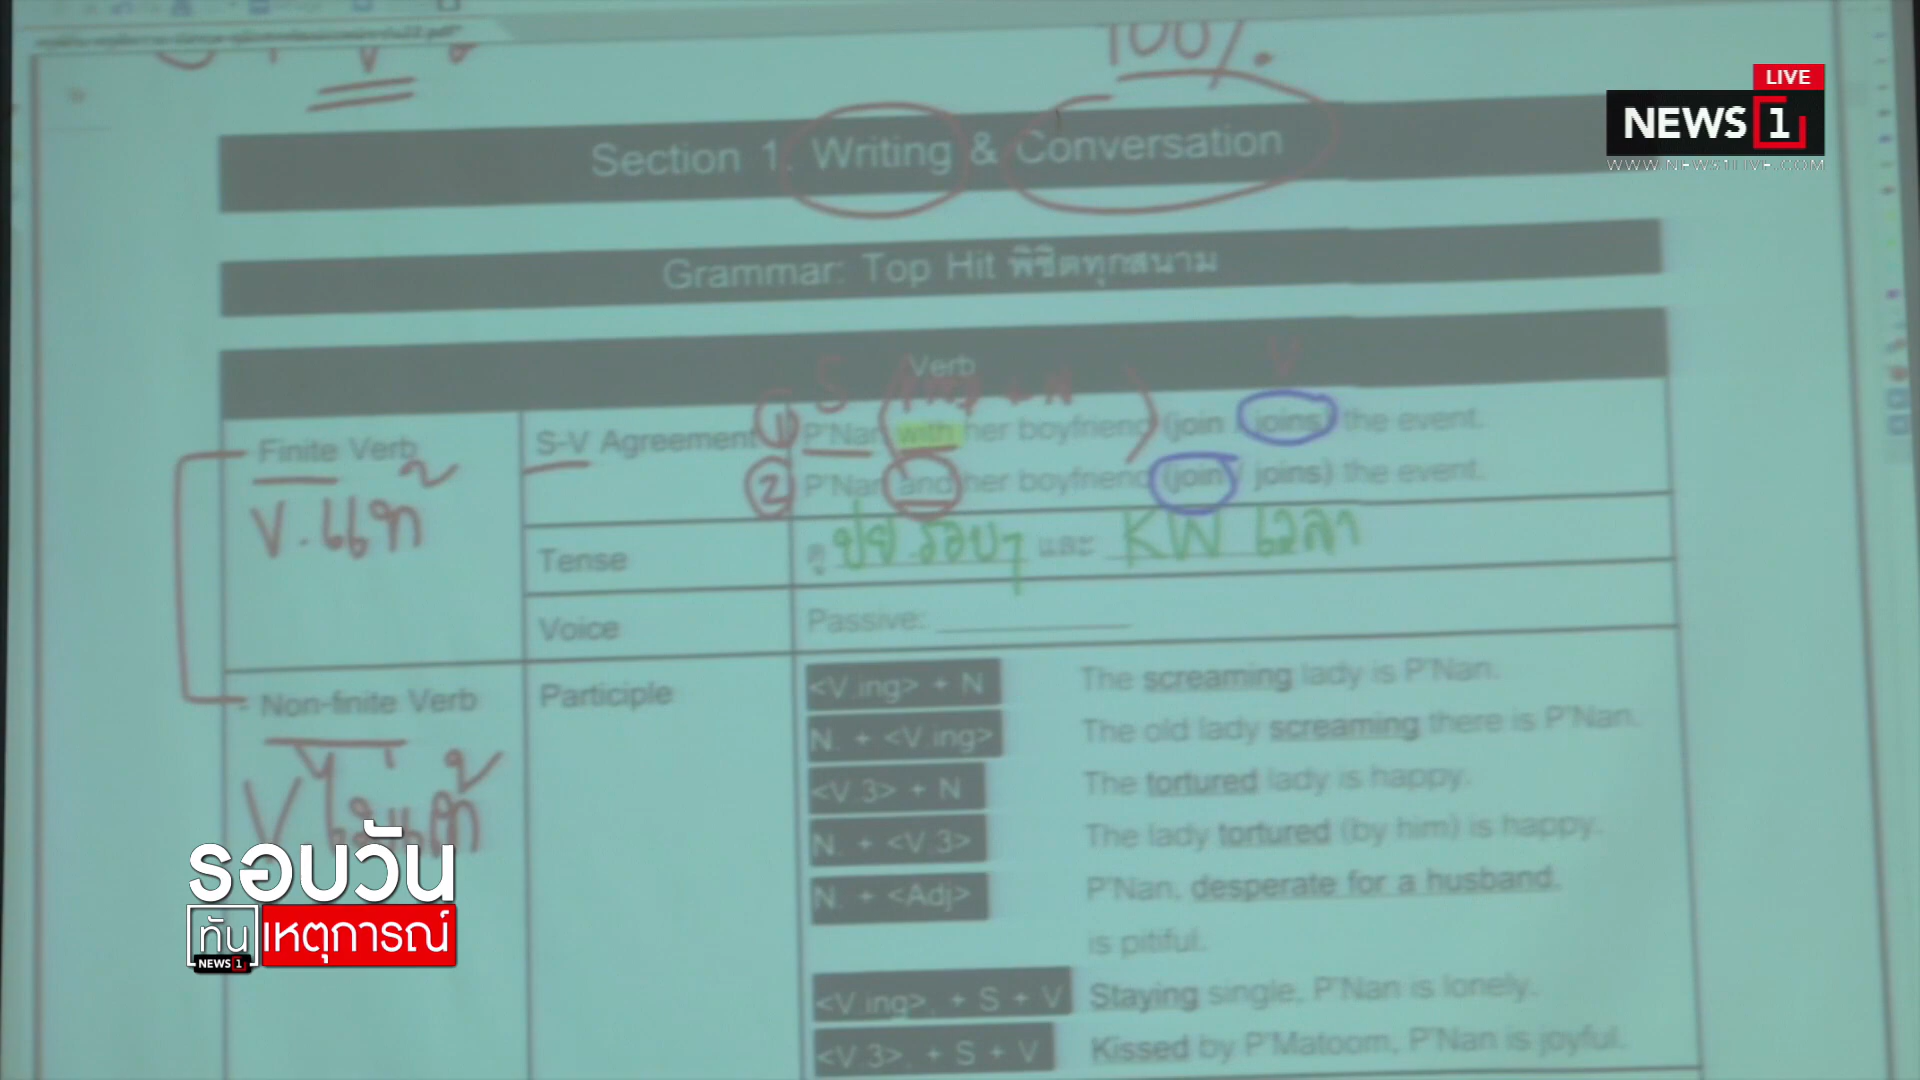 100%.
LIVE
NEWS 1
WWW.NEWS1LIVE.COM
Section 1. Writing & Conversation
Grammar: Top Hit พิชิตทุกสนาม
Verb
S V
Finite Verb
V.แท้
S-V Agreement
1 P'Nan with her boyfriend (join / joins) the event.
2 P'Nan and her boyfriend (join / joins) the event.
Tense
ดู ปย.รอบๆ และ KW เวลา
Voice
Passive:
Non-finite Verb
V ไม่แท้
Participle
<V.ing> + N The screaming lady is P'Nan.
N. + <V.ing> The old lady screaming there is P'Nan.
<V.3> + N The tortured lady is happy.
N. + <V.3> The lady tortured (by him) is happy.
N. + <Adj> P'Nan, desperate for a husband,
is pitiful.
<V.ing>, + S + V Staying single, P'Nan is lonely.
<V.3>, + S + V Kissed by P'Matoom, P'Nan is joyful.
รอบวัน
ทันเหตุการณ์
NEWS 1